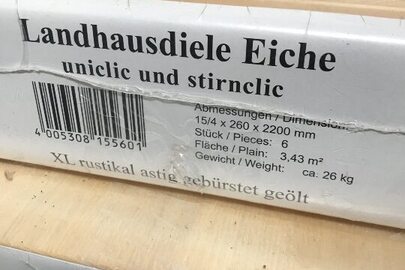 Landhausdiele Eiche
uniclic und stirnclic
Abmessungen / Dimension:
15/4 x 260 x 2200 mm
Stück / Pieces: 6
Fläche / Plain: 3,43 m²
Gewicht / Weight: ca. 26 kg
4 005308 155601
XL rustikal astig gebürstet geölt